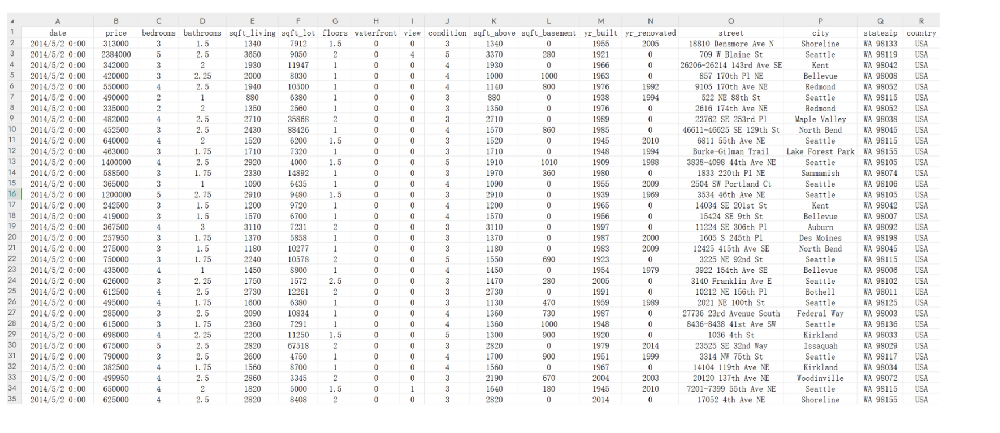 A B C D E F G H I J K L M N O P Q R
1 date price bedrooms bathrooms sqft_living sqft_lot floors waterfront view condition sqft_above sqft_basement yr_built yr_renovated street city statezip country
2 2014/5/2 0:00 313000 3 1.5 1340 7912 1.5 0 0 3 1340 0 1955 2005 18810 Densmore Ave N Shoreline WA 98133 USA
3 2014/5/2 0:00 2384000 5 2.5 3650 9050 2 0 4 5 3370 280 1921 0 709 W Blaine St Seattle WA 98119 USA
4 2014/5/2 0:00 342000 3 2 1930 11947 1 0 0 4 1930 0 1966 0 26206-26214 143rd Ave SE Kent WA 98042 USA
5 2014/5/2 0:00 420000 3 2.25 2000 8030 1 0 0 4 1000 1000 1963 0 857 170th Pl NE Bellevue WA 98008 USA
6 2014/5/2 0:00 550000 4 2.5 1940 10500 1 0 0 4 1140 800 1976 1992 9105 170th Ave NE Redmond WA 98052 USA
7 2014/5/2 0:00 490000 2 1 880 6380 1 0 0 3 880 0 1938 1994 522 NE 88th St Seattle WA 98115 USA
8 2014/5/2 0:00 335000 2 2 1350 2560 1 0 0 3 1350 0 1976 0 2616 174th Ave NE Redmond WA 98052 USA
9 2014/5/2 0:00 482000 4 2.5 2710 35868 2 0 0 3 2710 0 1989 0 23762 SE 253rd Pl Maple Valley WA 98038 USA
10 2014/5/2 0:00 452500 3 2.5 2430 88426 1 0 0 4 1570 860 1985 0 46611-46625 SE 129th St North Bend WA 98045 USA
11 2014/5/2 0:00 640000 4 2 1520 6200 1.5 0 0 3 1520 0 1945 2010 6811 55th Ave NE Seattle WA 98115 USA
12 2014/5/2 0:00 463000 3 1.75 1710 7320 1 0 0 3 1710 0 1948 1994 Burke-Gilman Trail Lake Forest Park WA 98155 USA
13 2014/5/2 0:00 1400000 4 2.5 2920 4000 1.5 0 0 5 1910 1010 1909 1988 3838-4098 44th Ave NE Seattle WA 98105 USA
14 2014/5/2 0:00 588500 3 1.75 2330 14892 1 0 0 3 1970 360 1980 0 1833 220th Pl NE Sammamish WA 98074 USA
15 2014/5/2 0:00 365000 3 1 1090 6435 1 0 0 4 1090 0 1955 2009 2504 SW Portland Ct Seattle WA 98106 USA
16 2014/5/2 0:00 1200000 5 2.75 2910 9480 1.5 0 0 3 2910 0 1939 1969 3534 46th Ave NE Seattle WA 98105 USA
17 2014/5/2 0:00 242500 3 1.5 1200 9720 1 0 0 4 1200 0 1965 0 14034 SE 201st St Kent WA 98042 USA
18 2014/5/2 0:00 419000 3 1.5 1570 6700 1 0 0 4 1570 0 1956 0 15424 SE 9th St Bellevue WA 98007 USA
19 2014/5/2 0:00 367500 4 3 3110 7231 2 0 0 3 3110 0 1997 0 11224 SE 306th Pl Auburn WA 98092 USA
20 2014/5/2 0:00 257950 3 1.75 1370 5858 1 0 0 3 1370 0 1987 2000 1605 S 245th Pl Des Moines WA 98198 USA
21 2014/5/2 0:00 275000 3 1.5 1180 10277 1 0 0 3 1180 0 1983 2009 12425 415th Ave SE North Bend WA 98045 USA
22 2014/5/2 0:00 750000 3 1.75 2240 10578 2 0 0 5 1550 690 1923 0 3225 NE 92nd St Seattle WA 98115 USA
23 2014/5/2 0:00 435000 4 1 1450 8800 1 0 0 4 1450 0 1954 1979 3922 154th Ave SE Bellevue WA 98006 USA
24 2014/5/2 0:00 626000 3 2.25 1750 1572 2.5 0 0 3 1470 280 2005 0 3140 Franklin Ave E Seattle WA 98102 USA
25 2014/5/2 0:00 612500 4 2.5 2730 12261 2 0 0 3 2730 0 1991 0 10212 NE 156th Pl Bothell WA 98011 USA
26 2014/5/2 0:00 495000 4 1.75 1600 6380 1 0 0 3 1130 470 1959 1989 2021 NE 100th St Seattle WA 98125 USA
27 2014/5/2 0:00 285000 3 2.5 2090 10834 1 0 0 4 1360 730 1987 0 27736 23rd Avenue South Federal Way WA 98003 USA
28 2014/5/2 0:00 615000 3 1.75 2360 7291 1 0 0 4 1360 1000 1948 0 8436-8438 41st Ave SW Seattle WA 98136 USA
29 2014/5/2 0:00 698000 4 2.25 2200 11250 1.5 0 0 5 1300 900 1920 0 1036 4th St Kirkland WA 98033 USA
30 2014/5/2 0:00 675000 5 2.5 2820 67518 2 0 0 3 2820 0 1979 2014 23525 SE 32nd Way Issaquah WA 98029 USA
31 2014/5/2 0:00 790000 3 2.5 2600 4750 1 0 0 4 1700 900 1951 1999 3314 NW 75th St Seattle WA 98117 USA
32 2014/5/2 0:00 382500 4 1.75 1560 8700 1 0 0 4 1560 0 1967 0 14104 119th Ave NE Kirkland WA 98034 USA
33 2014/5/2 0:00 499950 4 2.5 2860 3345 2 0 0 3 2190 670 2004 2003 20120 137th Ave NE Woodinville WA 98072 USA
34 2014/5/2 0:00 650000 4 2 1820 5000 1.5 0 1 3 1640 180 1945 2010 7201-7399 55th Ave NE Seattle WA 98115 USA
35 2014/5/2 0:00 625000 4 2.5 2820 8408 2 0 0 3 2820 0 2014 0 17052 4th Ave NE Shoreline WA 98155 USA